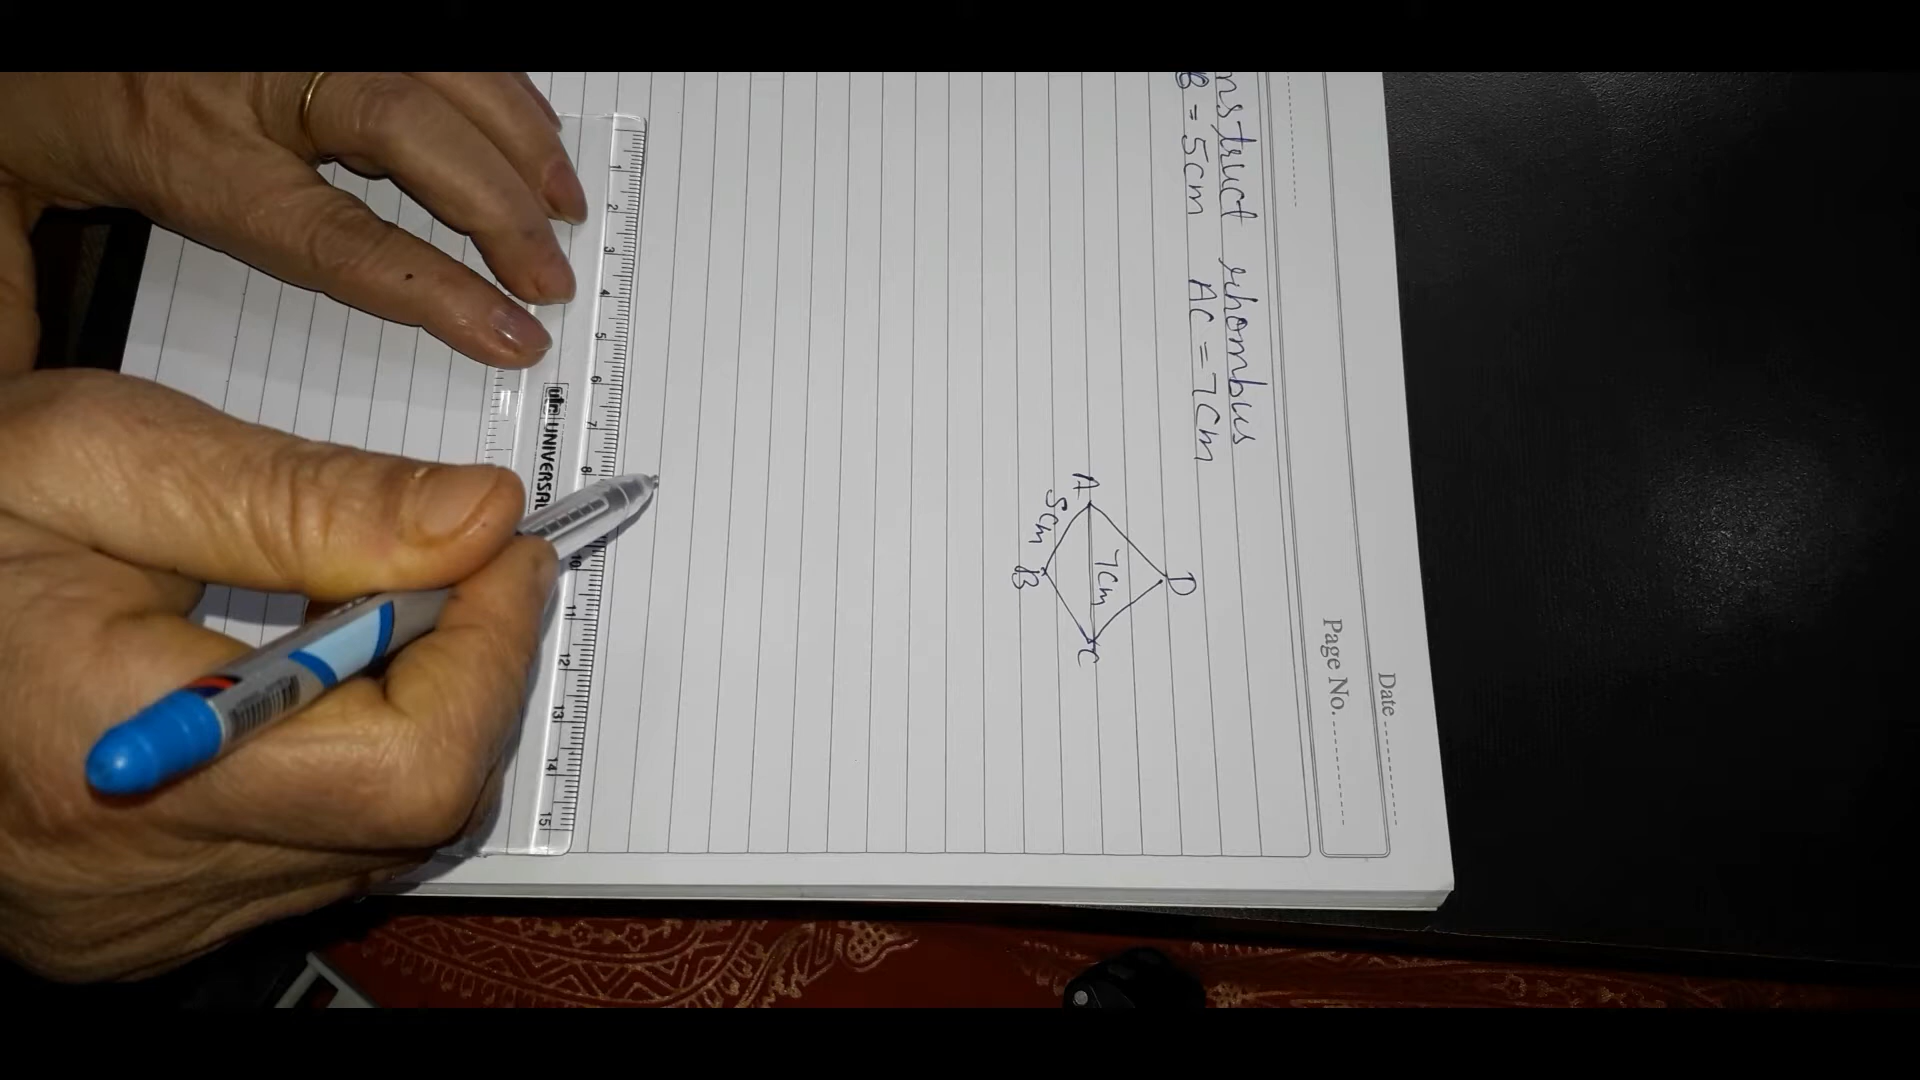 Date
Page No.
nstruct rhombus
B = 5cm AC = 7cm
D
A
7cm
C
5cm
B
1 2 3 4 5 6 7 8 10 11 12 13 14 15
UNIVERSAL